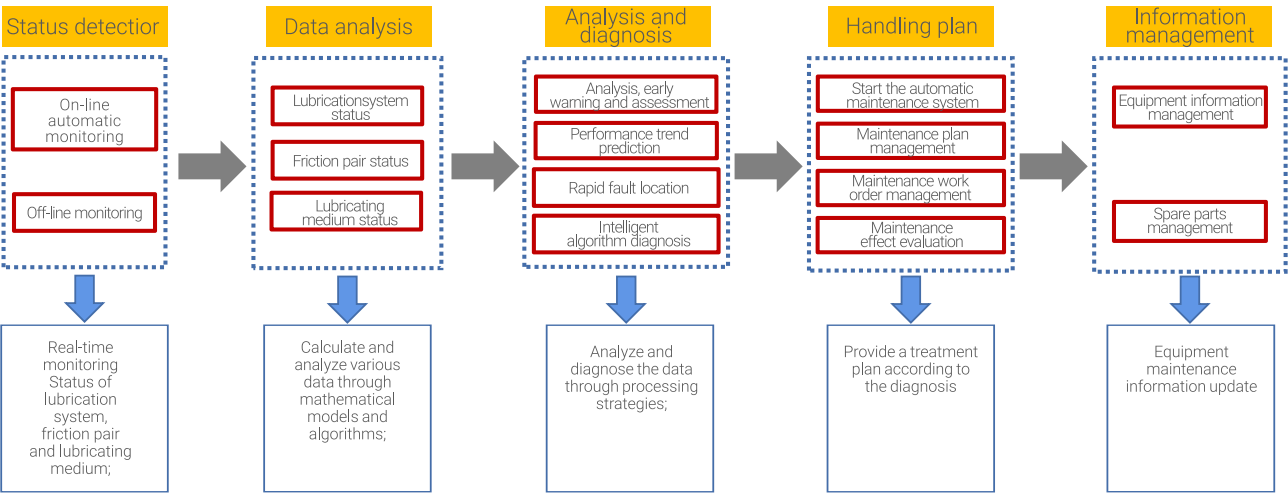 Status detectior
Data analysis
Analysis and
diagnosis
Handling plan
Information
management
On-line
automatic
monitoring
Off-line monitoring
Lubricationsystem
status
Friction pair status
Lubricating
medium status
Analysis, early
warning and assessment
Performance trend
prediction
Rapid fault location
Intelligent
algorithm diagnosis
Start the automatic
maintenance system
Maintenance plan
management
Maintenance work
order management
Maintenance
effect evaluation
Equipment information
management
Spare parts
management
Real-time
monitoring
Status of
lubrication
system,
friction pair
and lubricating
medium;
Calculate and
analyze various
data through
mathematical
models and
algorithms;
Analyze and
diagnose the data
through processing
strategies;
Provide a treatment
plan according to
the diagnosis
Equipment
maintenance
information update